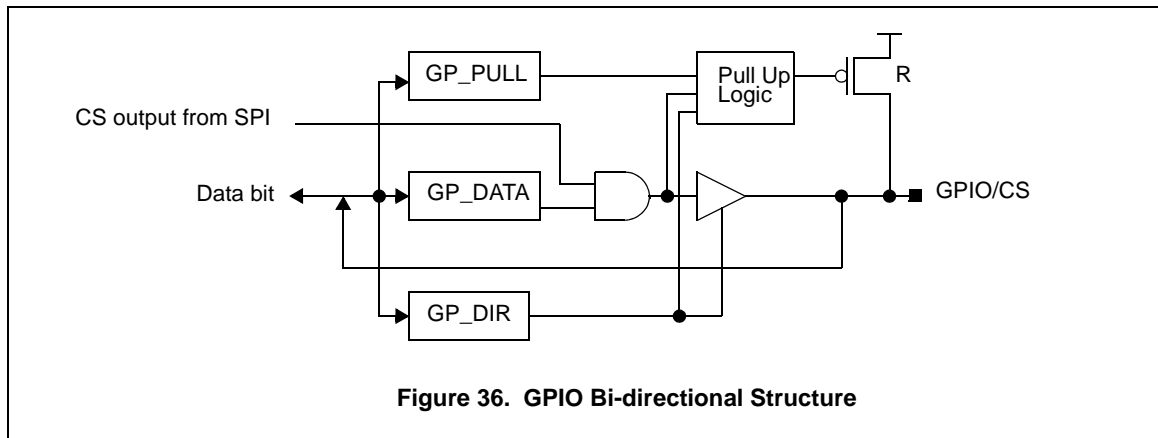 GP_PULL
Pull Up
Logic
R
CS output from SPI
Data bit
GP_DATA
GPIO/CS
GP_DIR
Figure 36. GPIO Bi-directional Structure